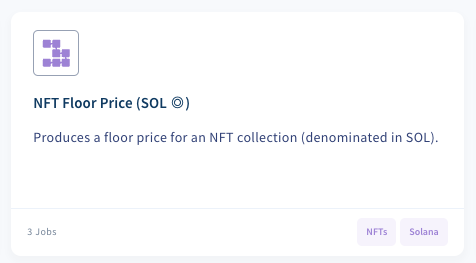 NFT Floor Price (SOL ◎)
Produces a floor price for an NFT collection (denominated in SOL).
3 Jobs
NFTs
Solana